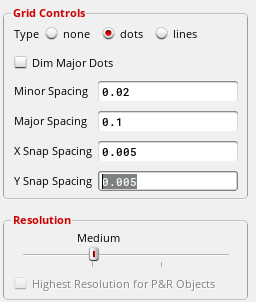 Grid Controls
Type none dots lines
Dim Major Dots
Minor Spacing 0.02
Major Spacing 0.1
X Snap Spacing 0.005
Y Snap Spacing 0.005
Resolution
Medium
Highest Resolution for P&R Objects